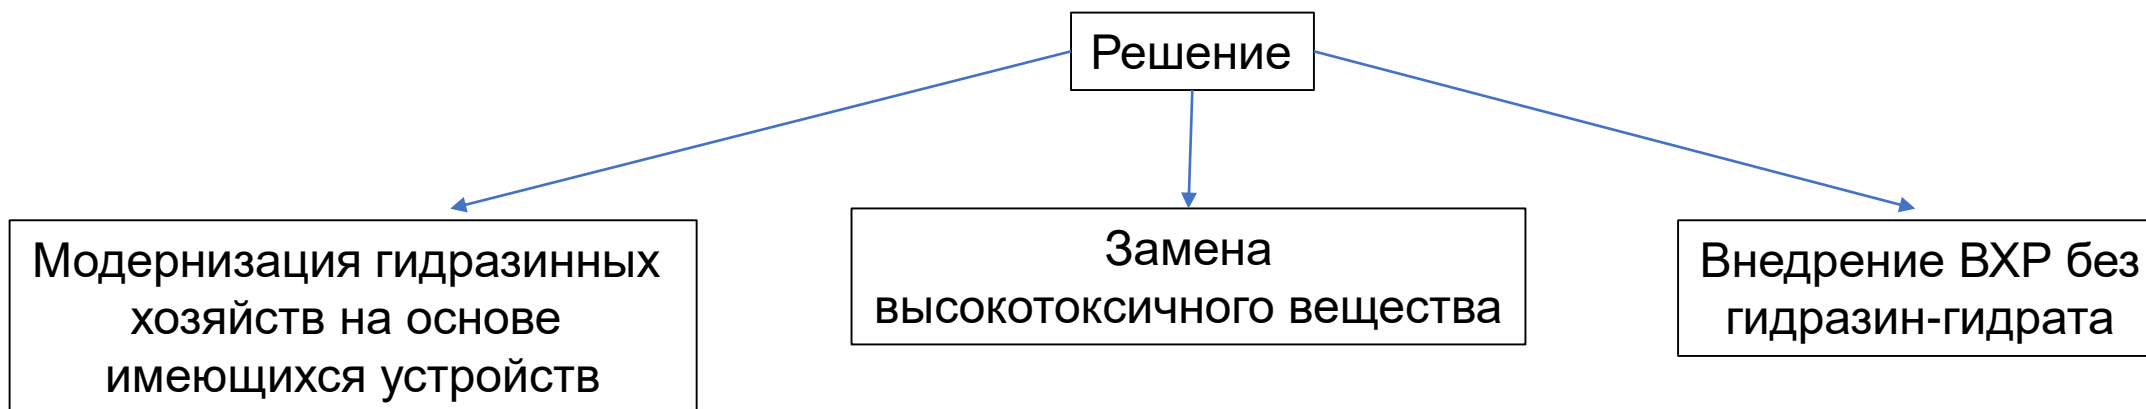 Решение
Модернизация гидразинных
хозяйств на основе
имеющихся устройств
Замена
высокотоксичного вещества
Внедрение ВХР без
гидразин-гидрата